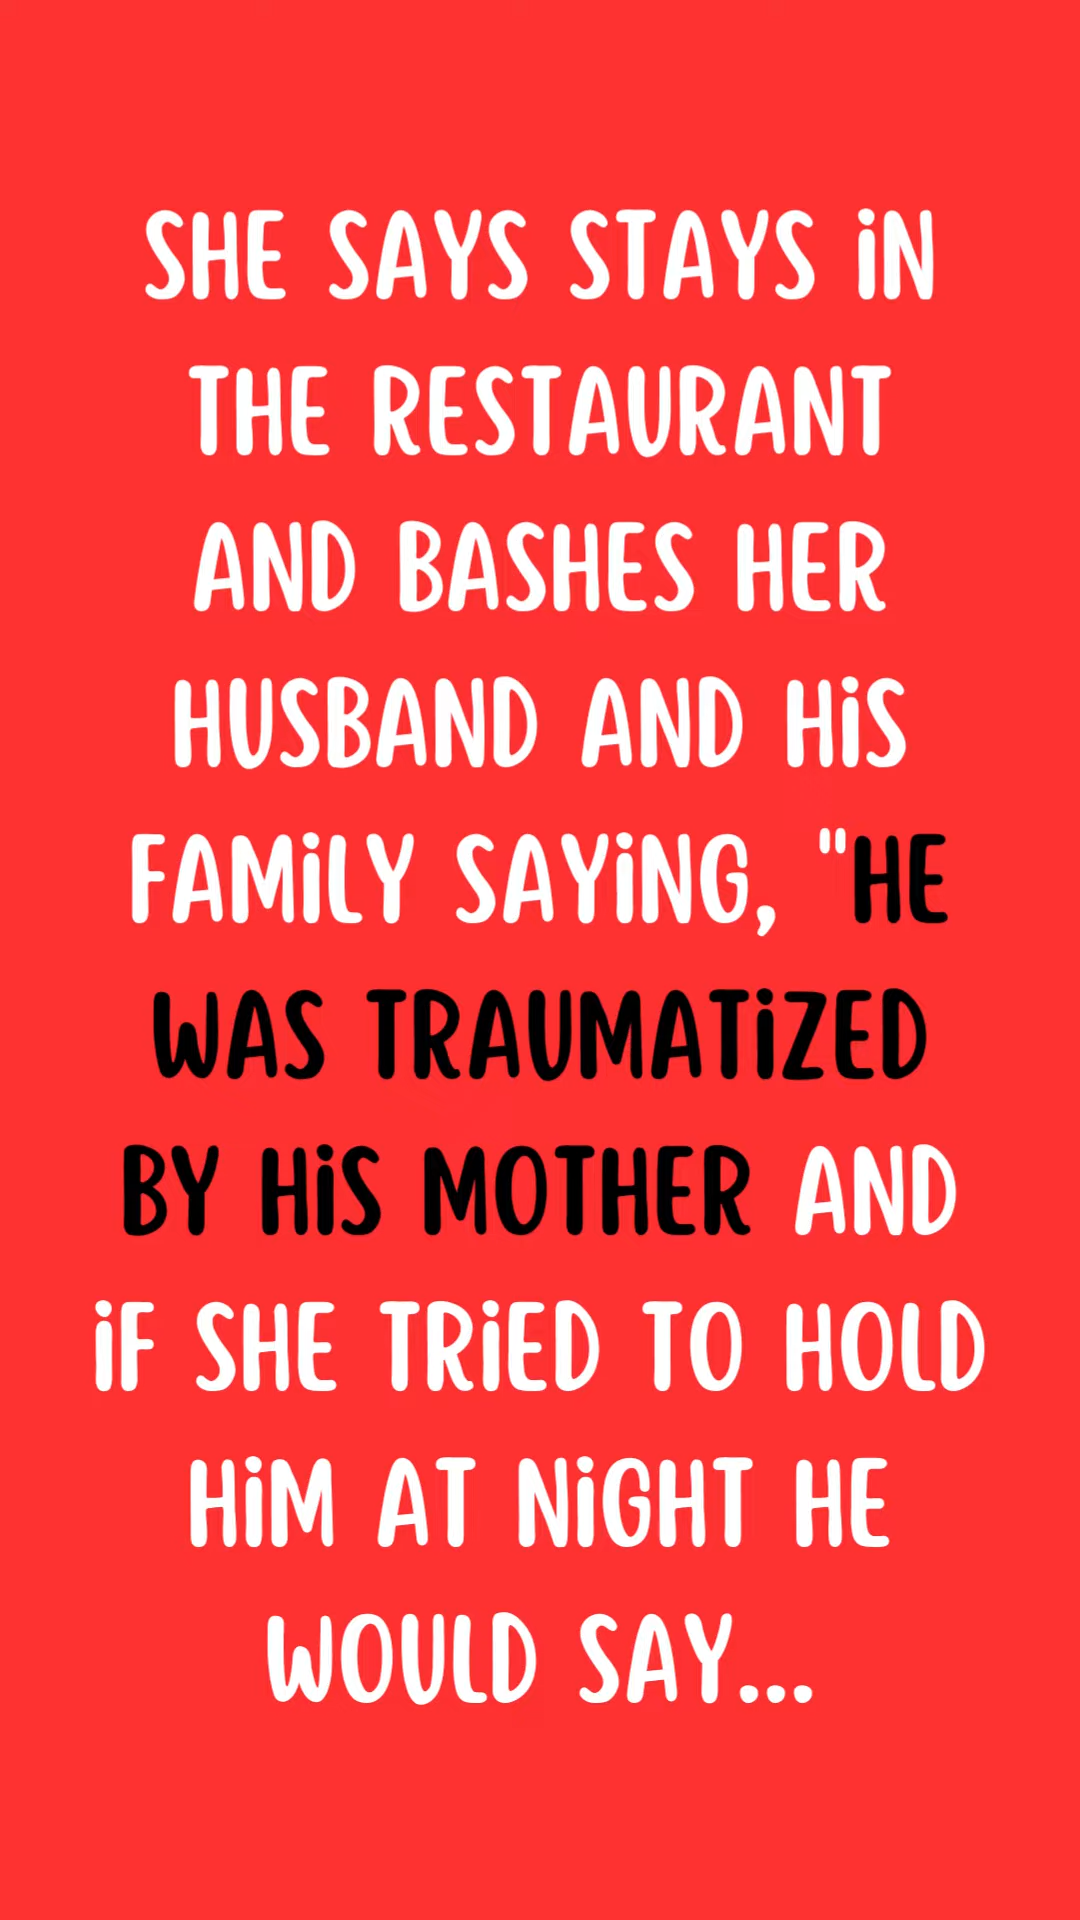 SHE SAYS STAYS iN
THE RESTAURANT
AND BASHES HER
HUSBAND AND HiS
FAMiLY SAYiNG, "HE
WAS TRAUMATiZED
BY HiS MOTHER AND
iF SHE TRiED TO HOLD
HiM AT NiGHT HE
WOULD SAY...